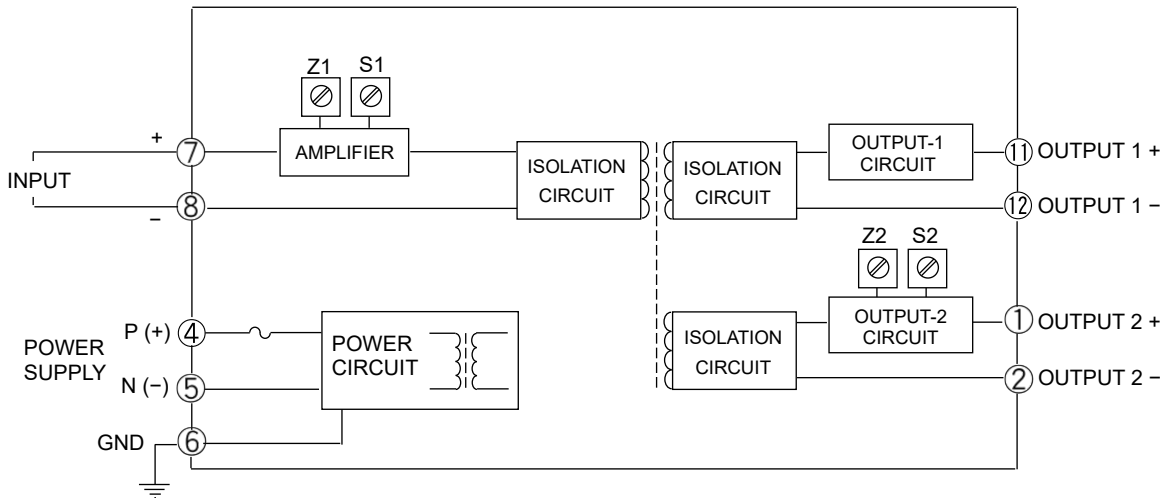 Z1
S1
+
7
AMPLIFIER
INPUT
8
−
ISOLATION
CIRCUIT
ISOLATION
CIRCUIT
OUTPUT-1
CIRCUIT
11 OUTPUT 1 +
12 OUTPUT 1 −
Z2
S2
POWER
SUPPLY
P (+) 4
N (−) 5
GND 6
POWER
CIRCUIT
ISOLATION
CIRCUIT
OUTPUT-2
CIRCUIT
1 OUTPUT 2 +
2 OUTPUT 2 −